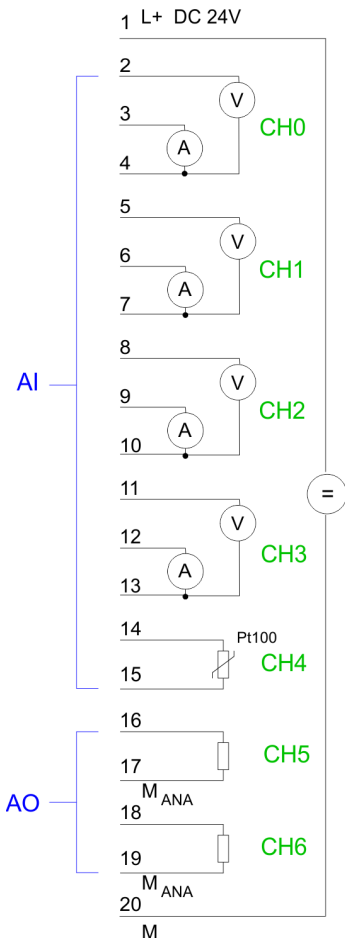 1 L+ DC 24V
2
V
3
CH0
A
4
5
V
6
CH1
A
7
8
V
AI
9
CH2
A
10
11
=
V
12
CH3
A
13
14
Pt100
CH4
15
16
CH5
17
M ANA
AO
18
CH6
19
M ANA
20
M